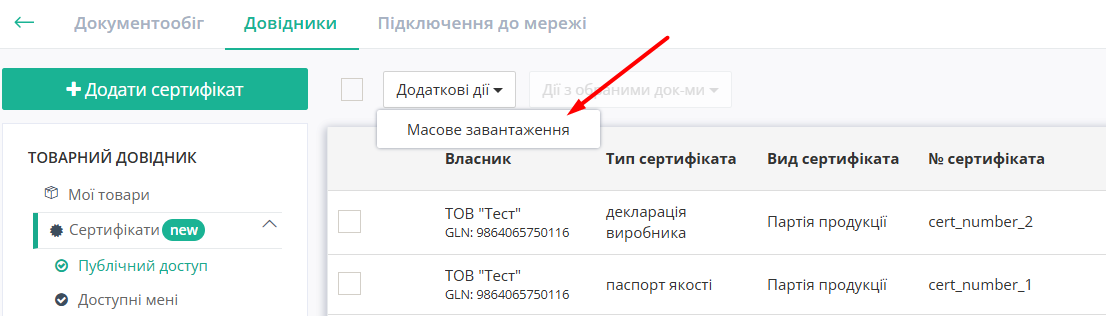 Документообіг Довідники Підключення до мережі
Додати сертифікат
Додаткові дії
Дії з обраними док-ми
Масове завантаження
ТОВАРНИЙ ДОВІДНИК
Мої товари
Сертифікати new
Публічний доступ
Доступні мені
Власник Тип сертифіката Вид сертифіката № сертифіката
ТОВ "Тест"
GLN: 9864065750116
декларація
виробника
Партія продукції
cert_number_2
ТОВ "Тест"
GLN: 9864065750116
паспорт якості
Партія продукції
cert_number_1